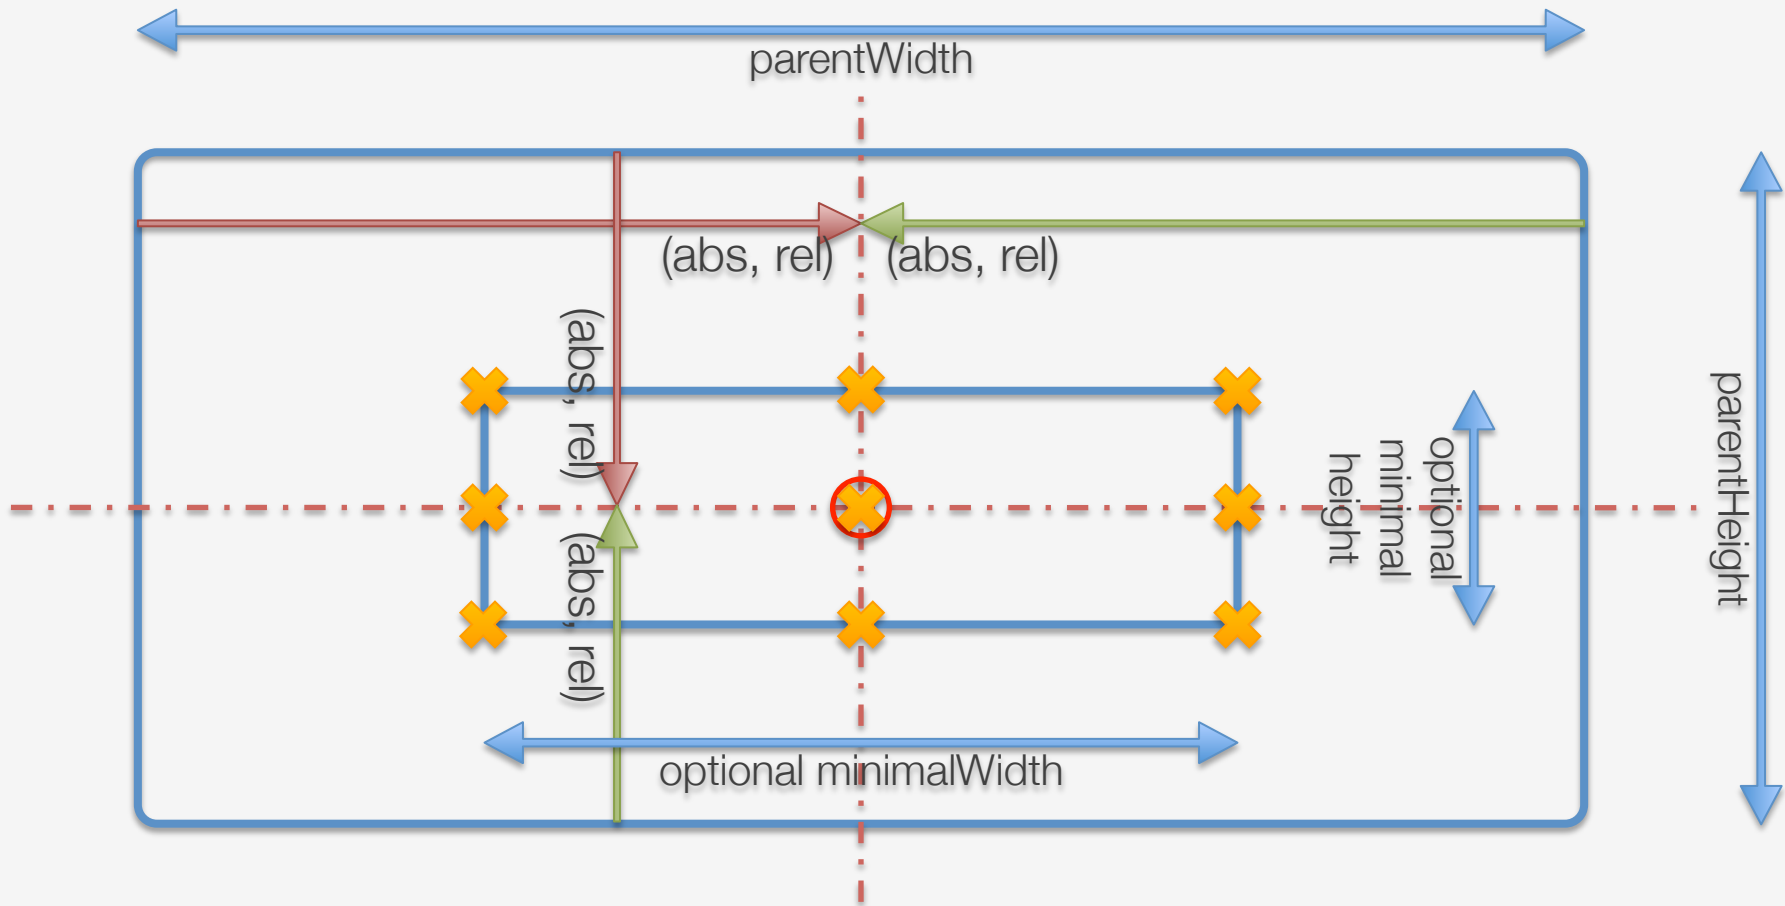 parentWidth
(abs, rel)
(abs, rel)
(abs, rel)
(abs, rel)
optional
minimal
height
parentHeight
optional minimalWidth